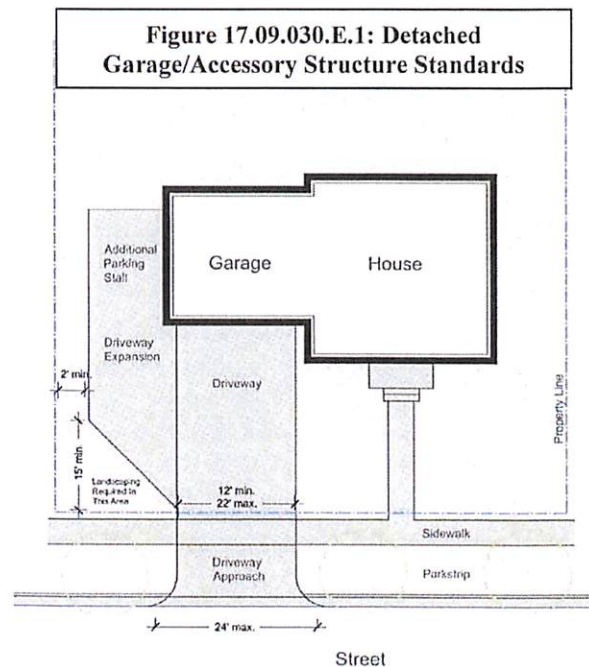 Figure 17.09.030.E.1: Detached
Garage/Accessory Structure Standards
Additional
Parking
Stall
Garage
House
Driveway
Expansion
2' min.
Driveway
Property Line
15' min.
Landscaping
Required In
This Area
12' min.
22' max.
Sidewalk
Driveway
Approach
Parkstrip
24' max.
Street